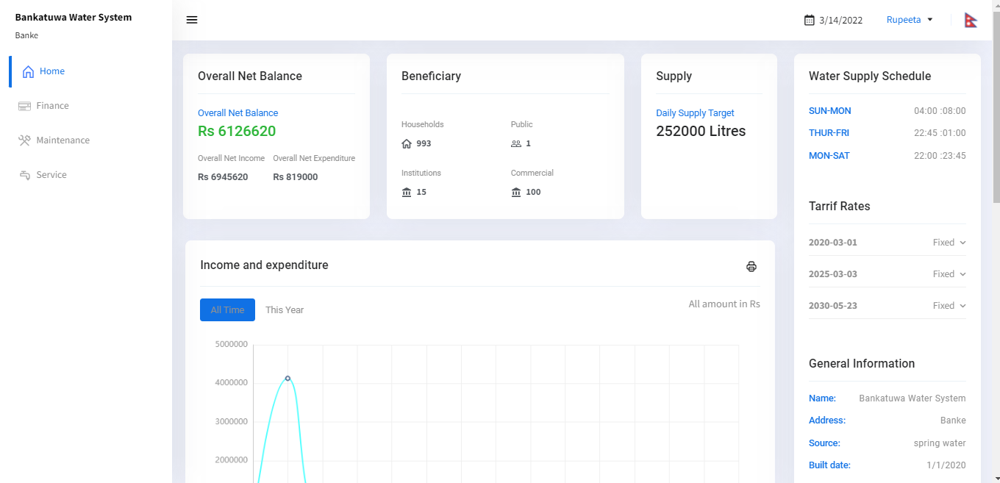 Bankatuwa Water System
Banke
Home
Finance
Maintenance
Service
3/14/2022
Rupeeta
Overall Net Balance
Overall Net Balance
Rs 6126620
Overall Net Income Overall Net Expenditure
Rs 6945620 Rs 819000
Beneficiary
Households Public
993 1
Institutions Commercial
15 100
Supply
Daily Supply Target
252000 Litres
Income and expenditure
All Time This Year
All amount in Rs
5000000
4000000
3000000
2000000
Water Supply Schedule
SUN-MON 04:00 :08:00
THUR-FRI 22:45 :01:00
MON-SAT 22:00 :23:45
Tarrif Rates
2020-03-01 Fixed
2025-03-03 Fixed
2030-05-23 Fixed
General Information
Name: Bankatuwa Water System
Address: Banke
Source: spring water
Built date: 1/1/2020